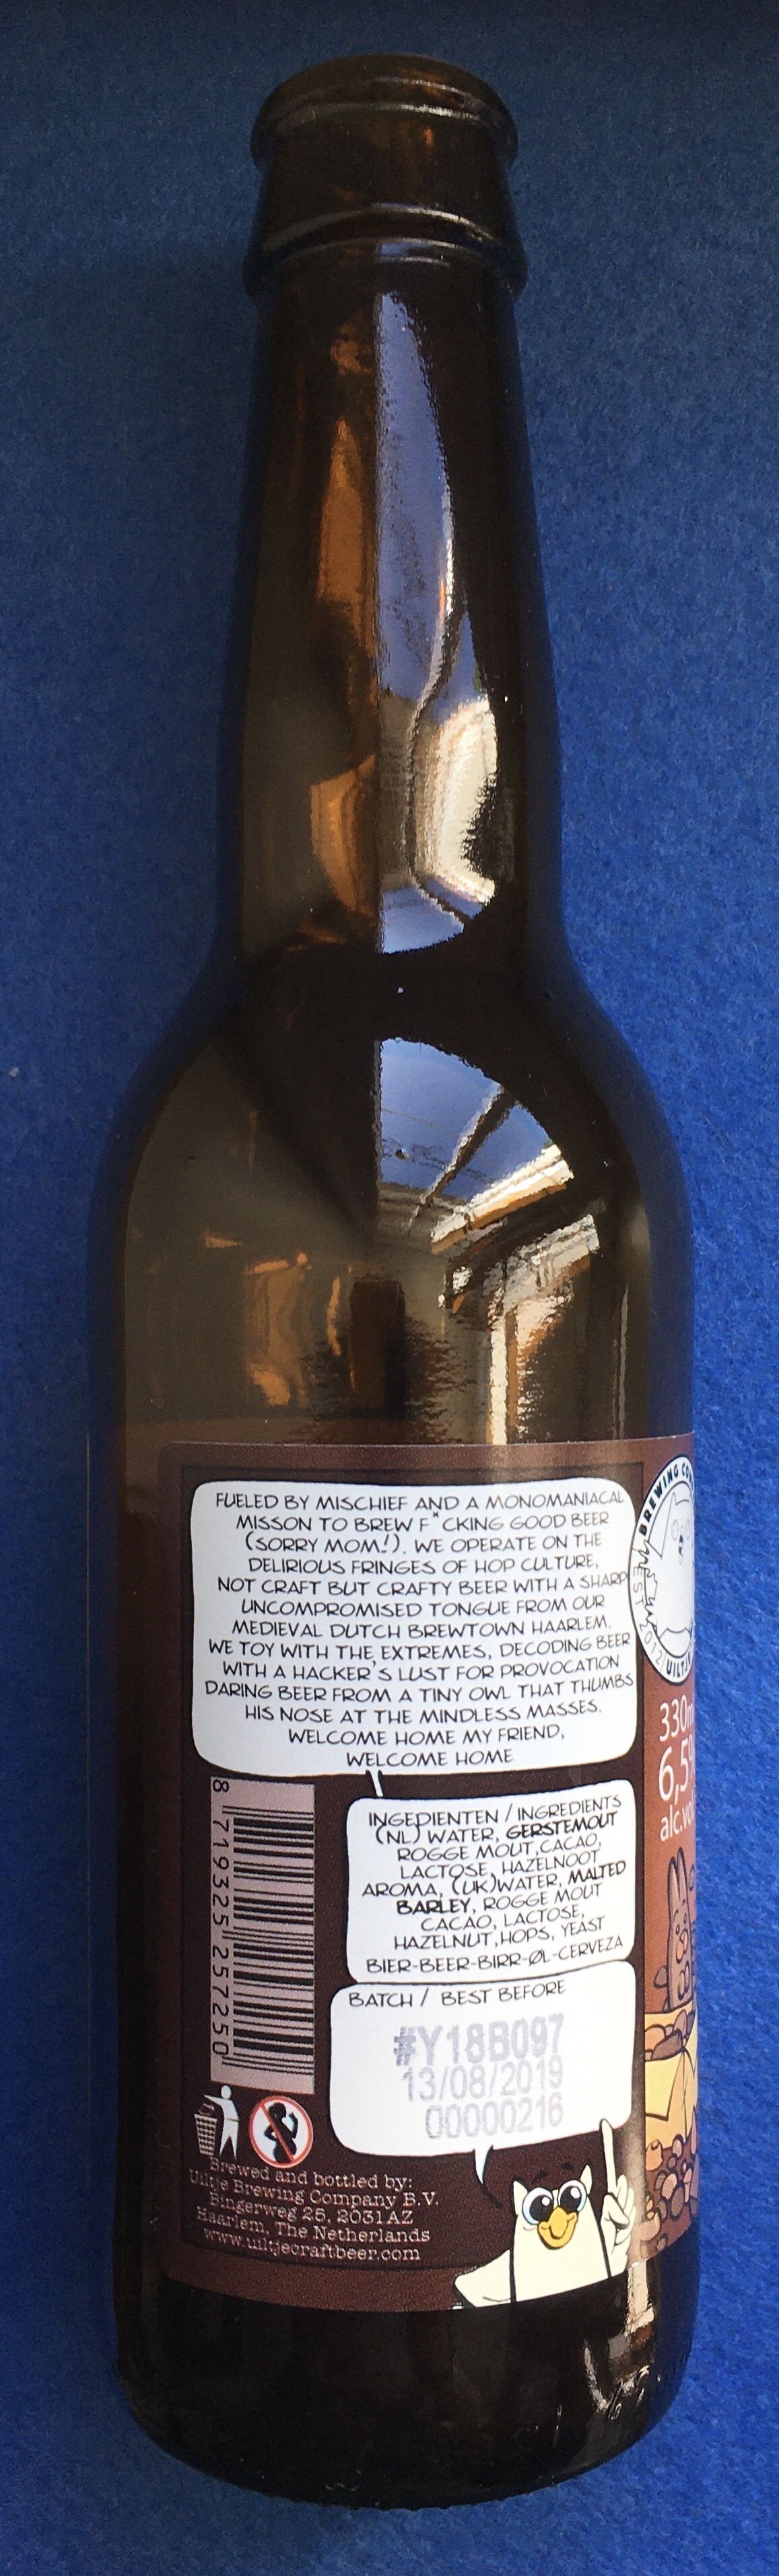 FUELED BY MISCHIEF AND A MONOMANIACAL
MISSON TO BREW F*CKING GOOD BEER
(SORRY MOM!). WE OPERATE ON THE
DELIRIOUS FRINGES OF HOP CULTURE,
NOT CRAFT BUT CRAFTY BEER WITH A SHARP
UNCOMPROMISED TONGUE FROM OUR
MEDIEVAL DUTCH BREWTOWN HAARLEM.
WE TOY WITH THE EXTREMES, DECODING BEER
WITH A HACKER'S LUST FOR PROVOCATION
DARING BEER FROM A TINY OWL THAT THUMBS
HIS NOSE AT THE MINDLESS MASSES.
WELCOME HOME MY FRIEND,
WELCOME HOME
8 719325 257250
INGEDIENTEN / INGREDIENTS
(NL) WATER, GERSTEMOUT
ROGGE MOUT, CACAO,
LACTOSE, HAZELNOOT
AROMA, (UK)WATER, MALTED
BARLEY, ROGGE MOUT
CACAO, LACTOSE,
HAZELNUT, HOPS, YEAST
BIER-BEER-BIRR-ØL-CERVEZA
BATCH / BEST BEFORE
#Y18B097
13/08/2019
00000216
Brewed and bottled by:
Uiltje Brewing Company B.V.
Bingerweg 25, 2031AZ
Haarlem, The Netherlands
www.uiltjecraftbeer.com
BREWING CO
EST 2012
UILTJ
330m
6,5%
alc.vo